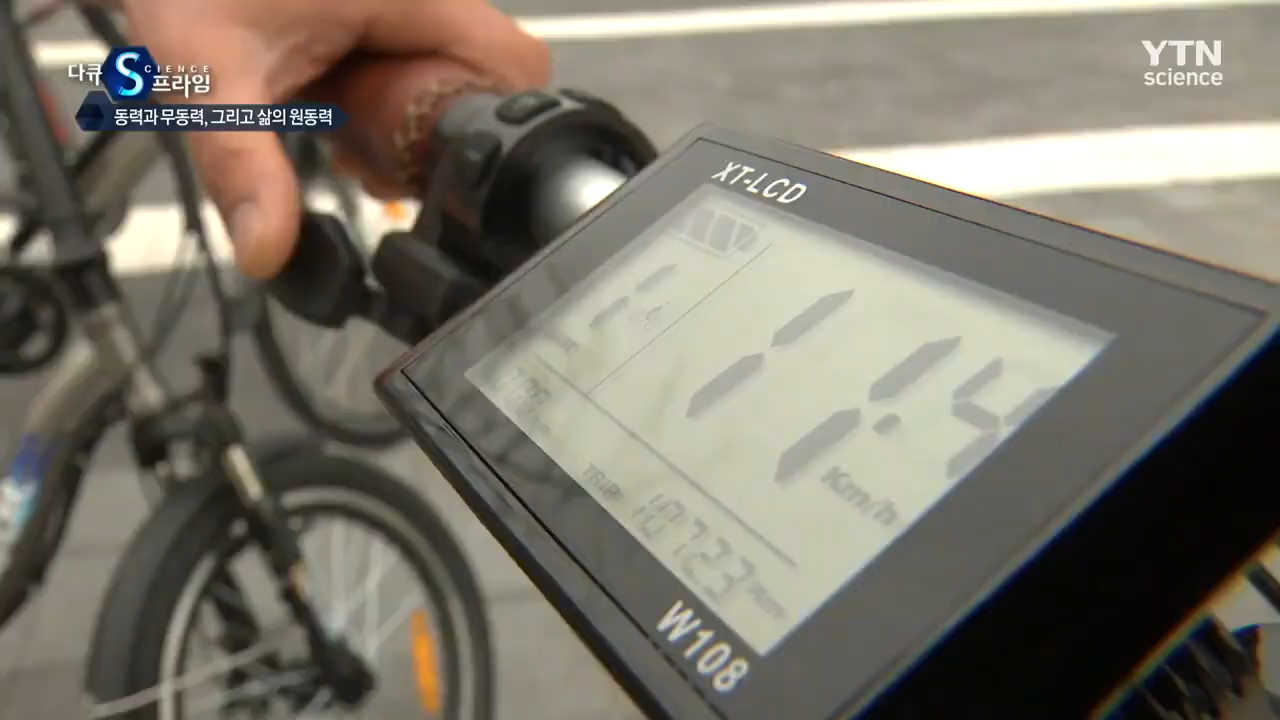 다큐 SCIENCE 프라임
동력과 무동력, 그리고 삶의 원동력
YTN
science
XT-LCD
11.4
Km/h
TRIP
W108